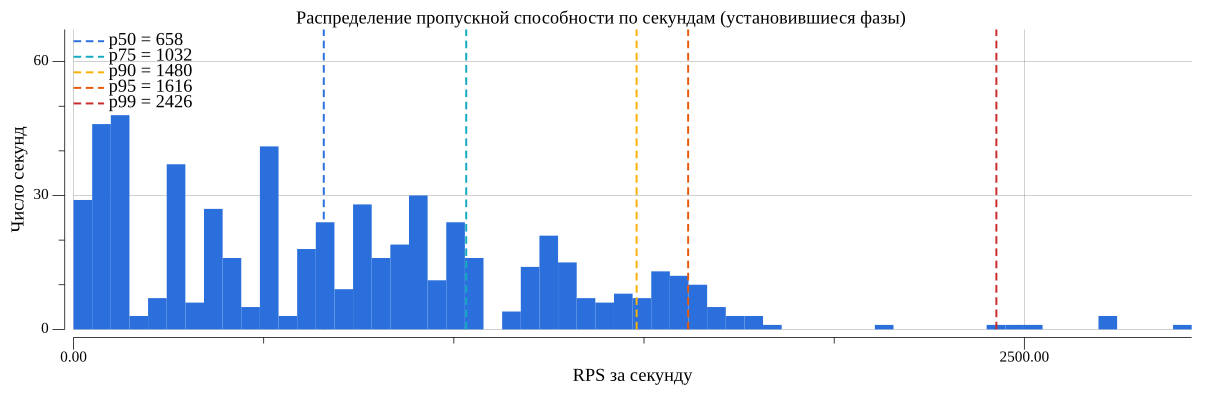 Распределение пропускной способности по секундам (установившиеся фазы)
p50 = 658
p75 = 1032
p90 = 1480
p95 = 1616
p99 = 2426
Число секунд
60
30
0
0.00
2500.00
RPS за секунду